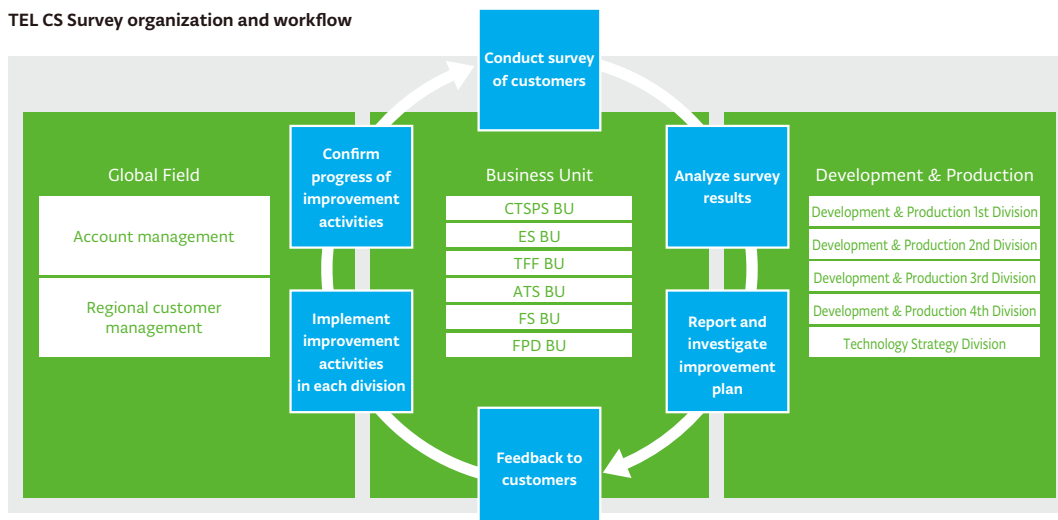 TEL CS Survey organization and workflow
Conduct survey
of customers
Global Field
Account management
Regional customer
management
Confirm
progress of
improvement
activities
Implement
improvement
activities
in each division
Business Unit
CTSPS BU
ES BU
TFF BU
ATS BU
FS BU
FPD BU
Analyze survey
results
Report and
investigate
improvement
plan
Development & Production
Development & Production 1st Division
Development & Production 2nd Division
Development & Production 3rd Division
Development & Production 4th Division
Technology Strategy Division
Feedback to
customers